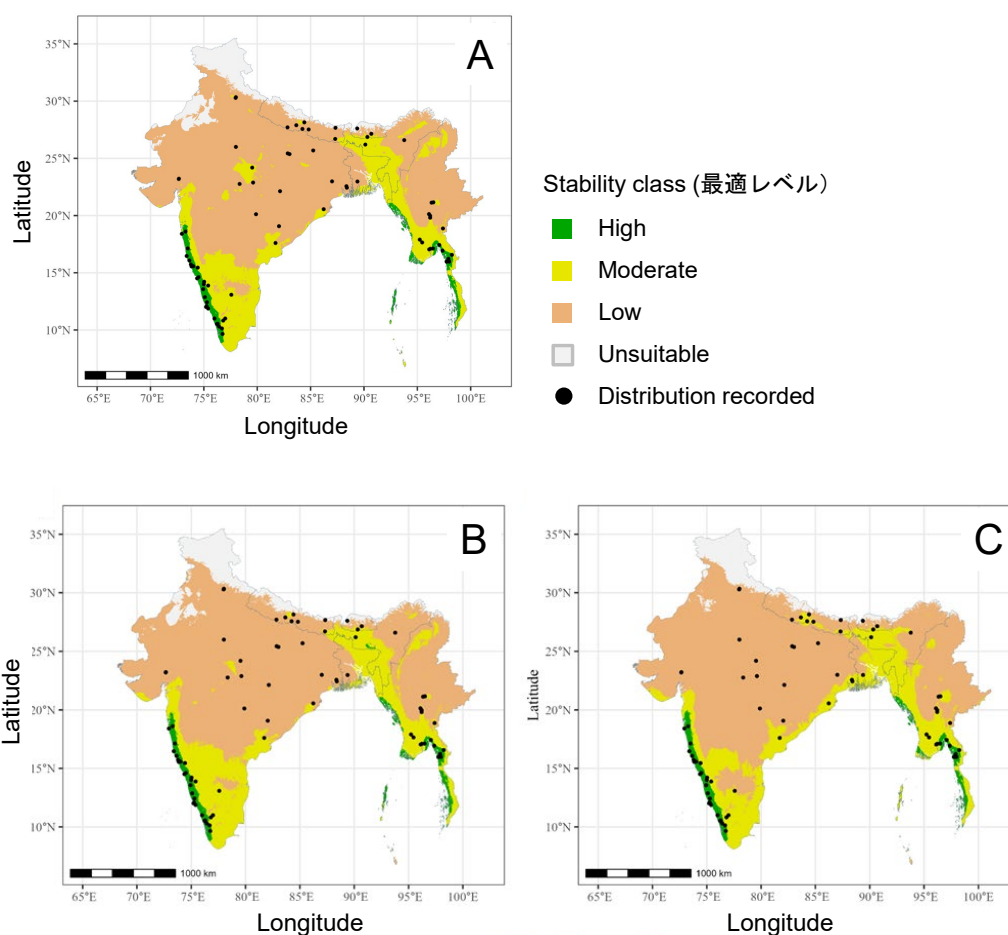 A
35°N
30°N
25°N
20°N
15°N
10°N
Latitude
1000 km
65°E 70°E 75°E 80°E 85°E 90°E 95°E 100°E
Longitude
Stability class (最適レベル）
High
Moderate
Low
Unsuitable
Distribution recorded
B
35°N
30°N
25°N
20°N
15°N
10°N
Latitude
1000 km
65°E 70°E 75°E 80°E 85°E 90°E 95°E 100°E
Longitude
C
35°N
30°N
25°N
20°N
15°N
10°N
Latitude
1000 km
65°E 70°E 75°E 80°E 85°E 90°E 95°E 100°E
Longitude